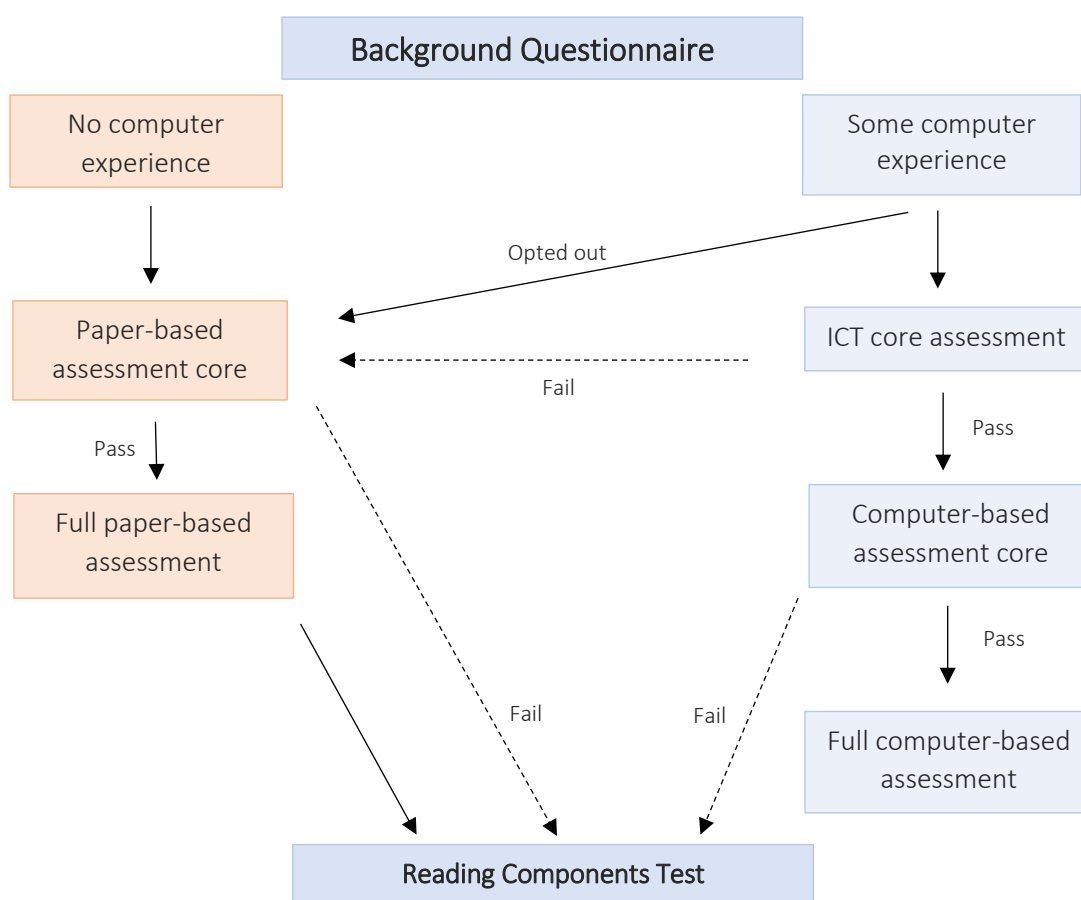 Background Questionnaire
No computer
experience
Some computer
experience
Opted out
Paper-based
assessment core
ICT core assessment
Fail
Pass
Pass
Full paper-based
assessment
Computer-based
assessment core
Pass
Fail
Fail
Full computer-based
assessment
Reading Components Test